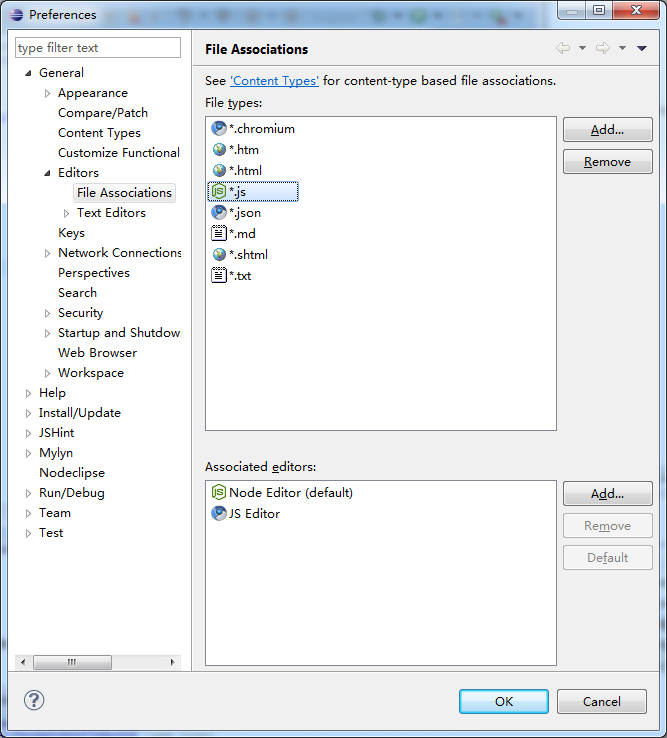 Preferences
type filter text
General
Appearance
Compare/Patch
Content Types
Customize Functional
Editors
File Associations
Text Editors
Keys
Network Connections
Perspectives
Search
Security
Startup and Shutdow
Web Browser
Workspace
Help
Install/Update
JSHint
Mylyn
Nodeclipse
Run/Debug
Team
Test
File Associations
See 'Content Types' for content-type based file associations.
File types:
*.chromium
*.htm
*.html
*.js
*.json
*.md
*.shtml
*.txt
Add...
Remove
Associated editors:
Node Editor (default)
JS Editor
Add...
Remove
Default
OK
Cancel